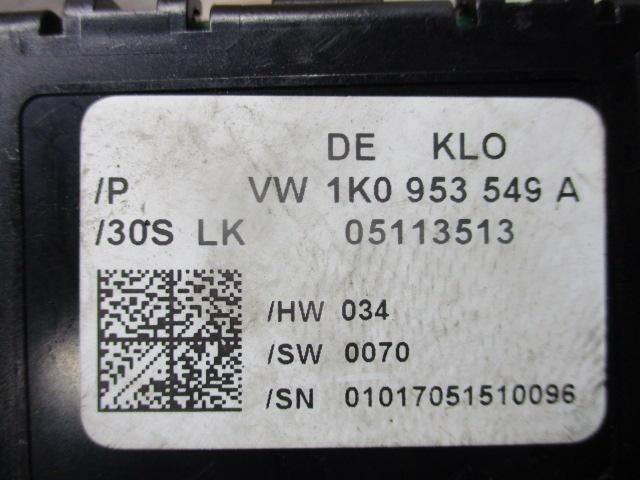 DE KLO
/P VW 1K0 953 549 A
/30S LK 05113513
/HW 034
/SW 0070
/SN 01017051510096